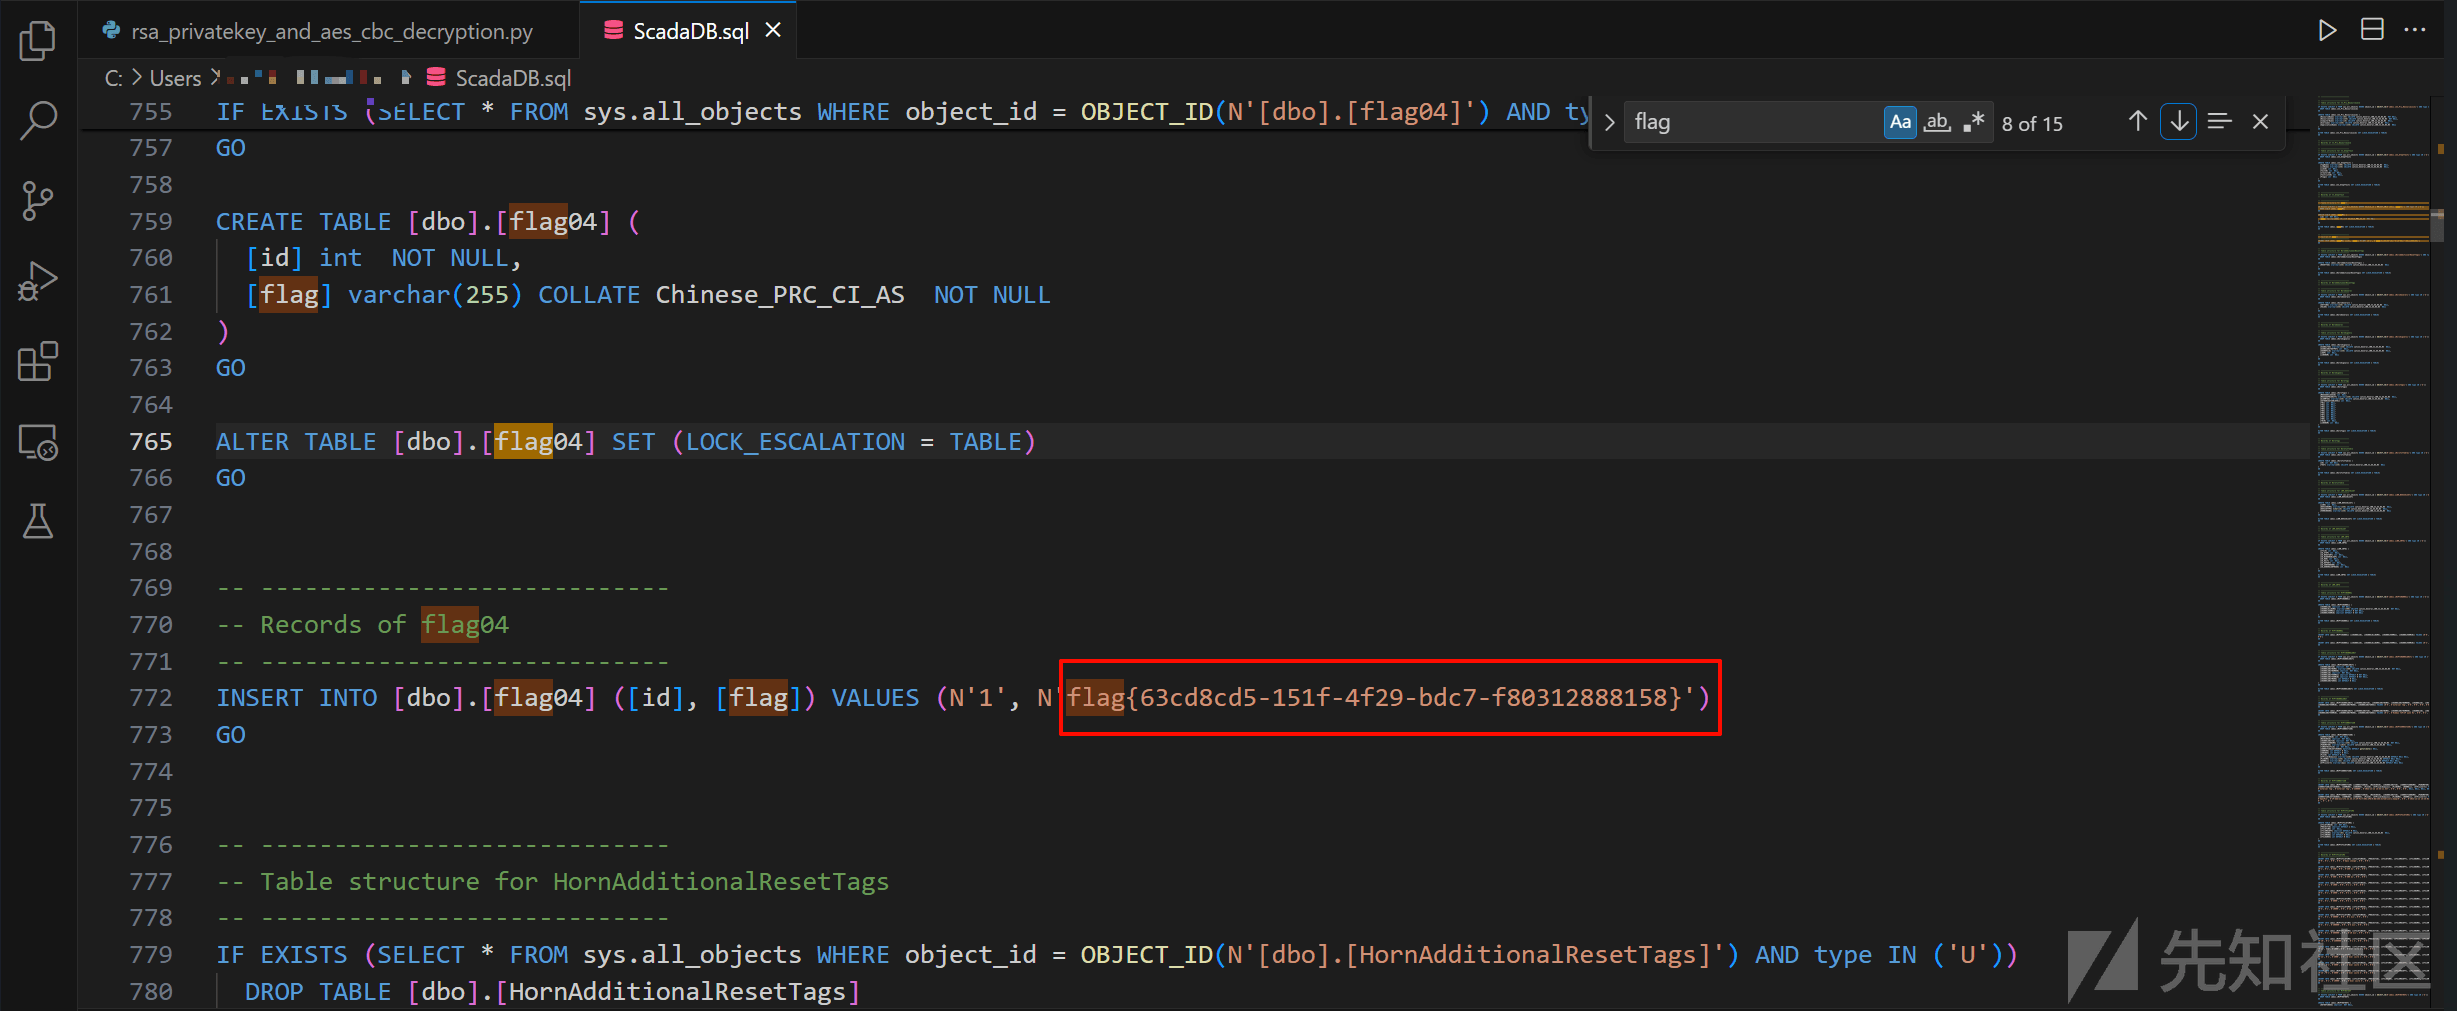 rsa_privatekey_and_aes_cbc_decryption.py
ScadaDB.sql
C: > Users >
ScadaDB.sql
755 IF EXISTS (SELECT * FROM sys.all_objects WHERE object_id = OBJECT_ID(N'[dbo].[flag04]') AND ty
flag
Aa
ab
.*
8 of 15
757 GO
758
759 CREATE TABLE [dbo].[flag04] (
760 [id] int  NOT NULL,
761 [flag] varchar(255) COLLATE Chinese_PRC_CI_AS  NOT NULL
762 )
763 GO
764
765 ALTER TABLE [dbo].[flag04] SET (LOCK_ESCALATION = TABLE)
766 GO
767
768
769 -- ----------------------------
770 -- Records of flag04
771 -- ----------------------------
772 INSERT INTO [dbo].[flag04] ([id], [flag]) VALUES (N'1', N'flag{63cd8cd5-151f-4f29-bdc7-f80312888158}')
773 GO
774
775
776 -- ----------------------------
777 -- Table structure for HornAdditionalResetTags
778 -- ----------------------------
779 IF EXISTS (SELECT * FROM sys.all_objects WHERE object_id = OBJECT_ID(N'[dbo].[HornAdditionalResetTags]') AND type IN ('U'))
780 DROP TABLE [dbo].[HornAdditionalResetTags]
先知社区